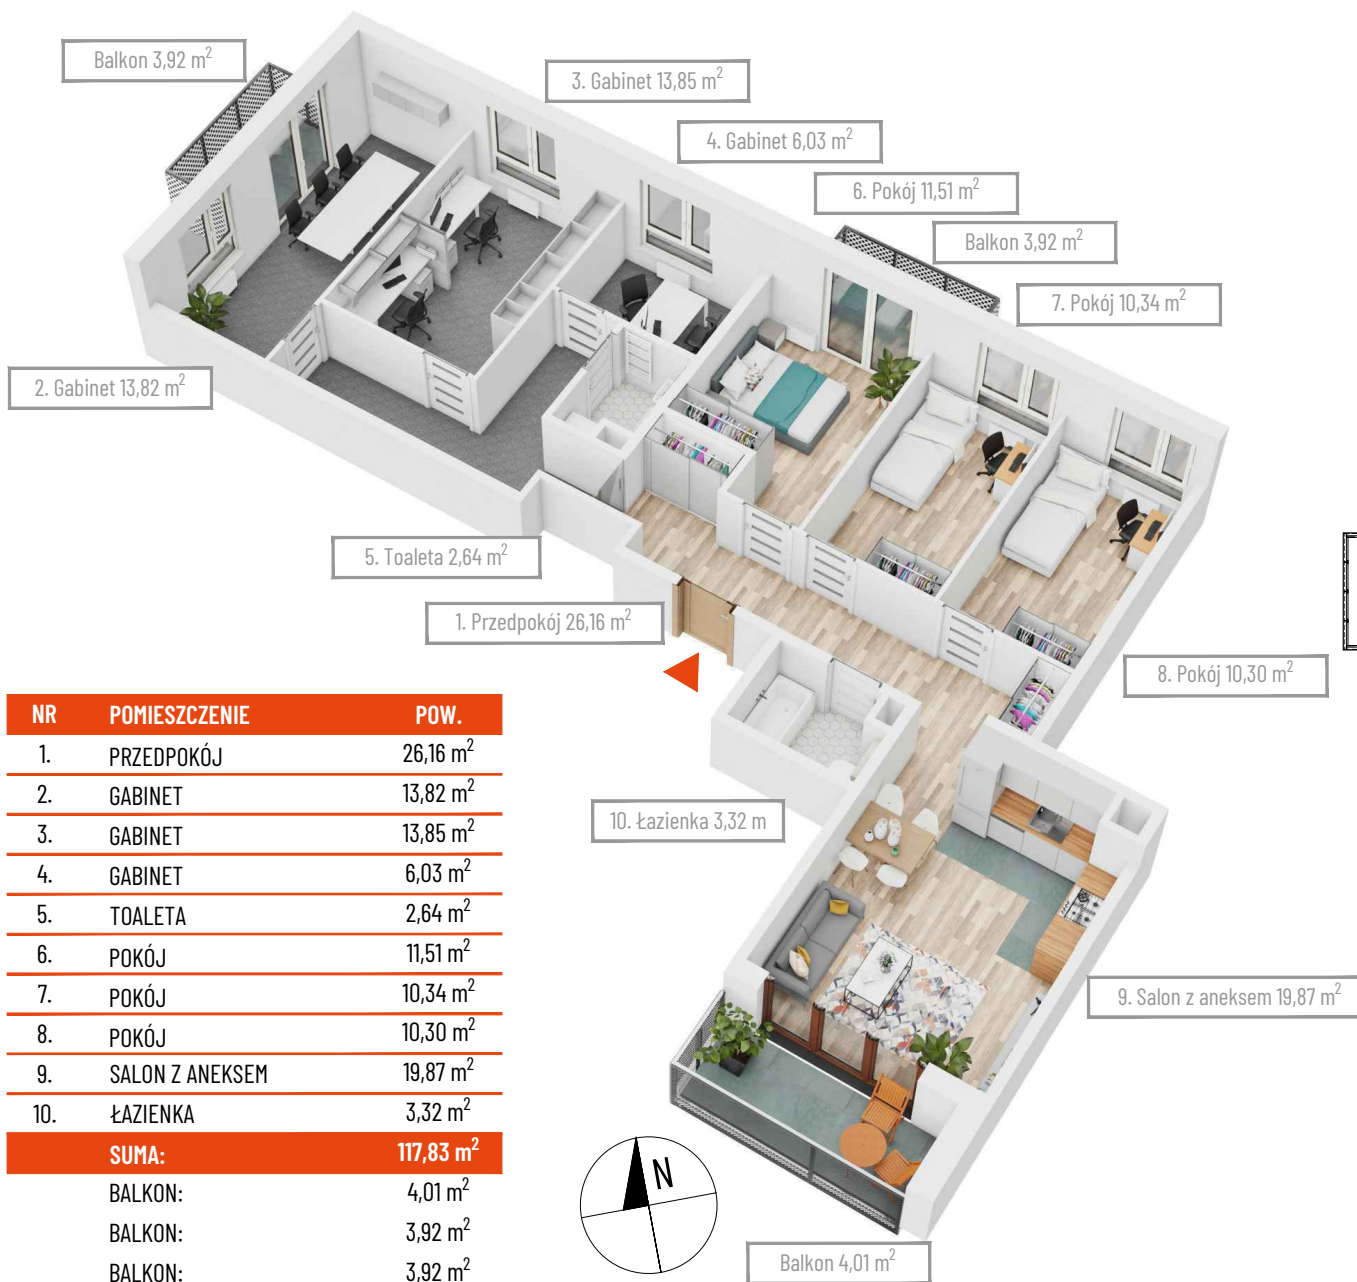 Balkon 3,92 m²
3. Gabinet 13,85 m²
4. Gabinet 6,03 m²
6. Pokój 11,51 m²
Balkon 3,92 m²
7. Pokój 10,34 m²
2. Gabinet 13,82 m²
5. Toaleta 2,64 m²
1. Przedpokój 26,16 m²
8. Pokój 10,30 m²
10. Łazienka 3,32 m
9. Salon z aneksem 19,87 m²
Balkon 4,01 m²
NR POMIESZCZENIE POW.
1. PRZEDPOKÓJ 26,16 m²
2. GABINET 13,82 m²
3. GABINET 13,85 m²
4. GABINET 6,03 m²
5. TOALETA 2,64 m²
6. POKÓJ 11,51 m²
7. POKÓJ 10,34 m²
8. POKÓJ 10,30 m²
9. SALON Z ANEKSEM 19,87 m²
10. ŁAZIENKA 3,32 m²
SUMA: 117,83 m²
BALKON: 4,01 m²
BALKON: 3,92 m²
BALKON: 3,92 m²
N